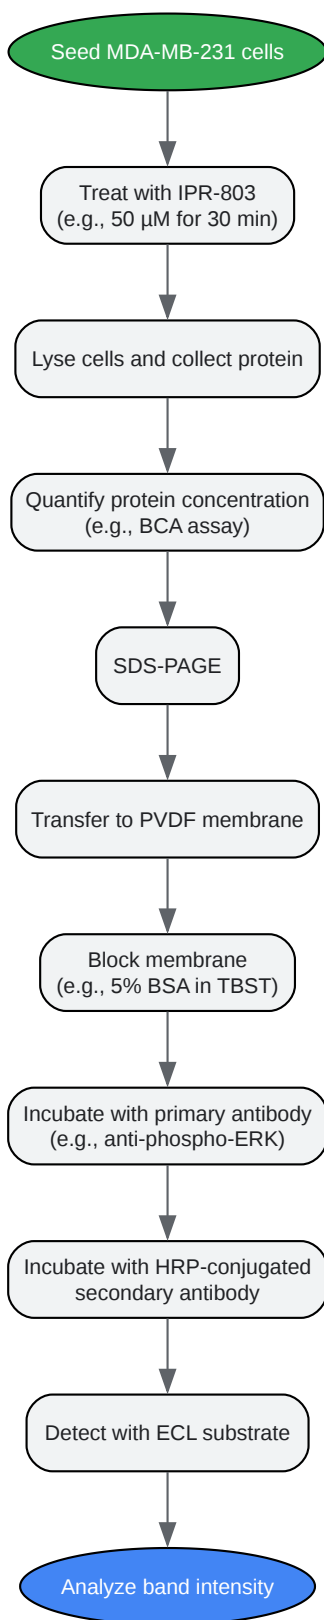 Seed MDA-MB-231 cells
Treat with IPR-803
(e.g., 50 µM for 30 min)
Lyse cells and collect protein
Quantify protein concentration
(e.g., BCA assay)
SDS-PAGE
Transfer to PVDF membrane
Block membrane
(e.g., 5% BSA in TBST)
Incubate with primary antibody
(e.g., anti-phospho-ERK)
Incubate with HRP-conjugated
secondary antibody
Detect with ECL substrate
Analyze band intensity